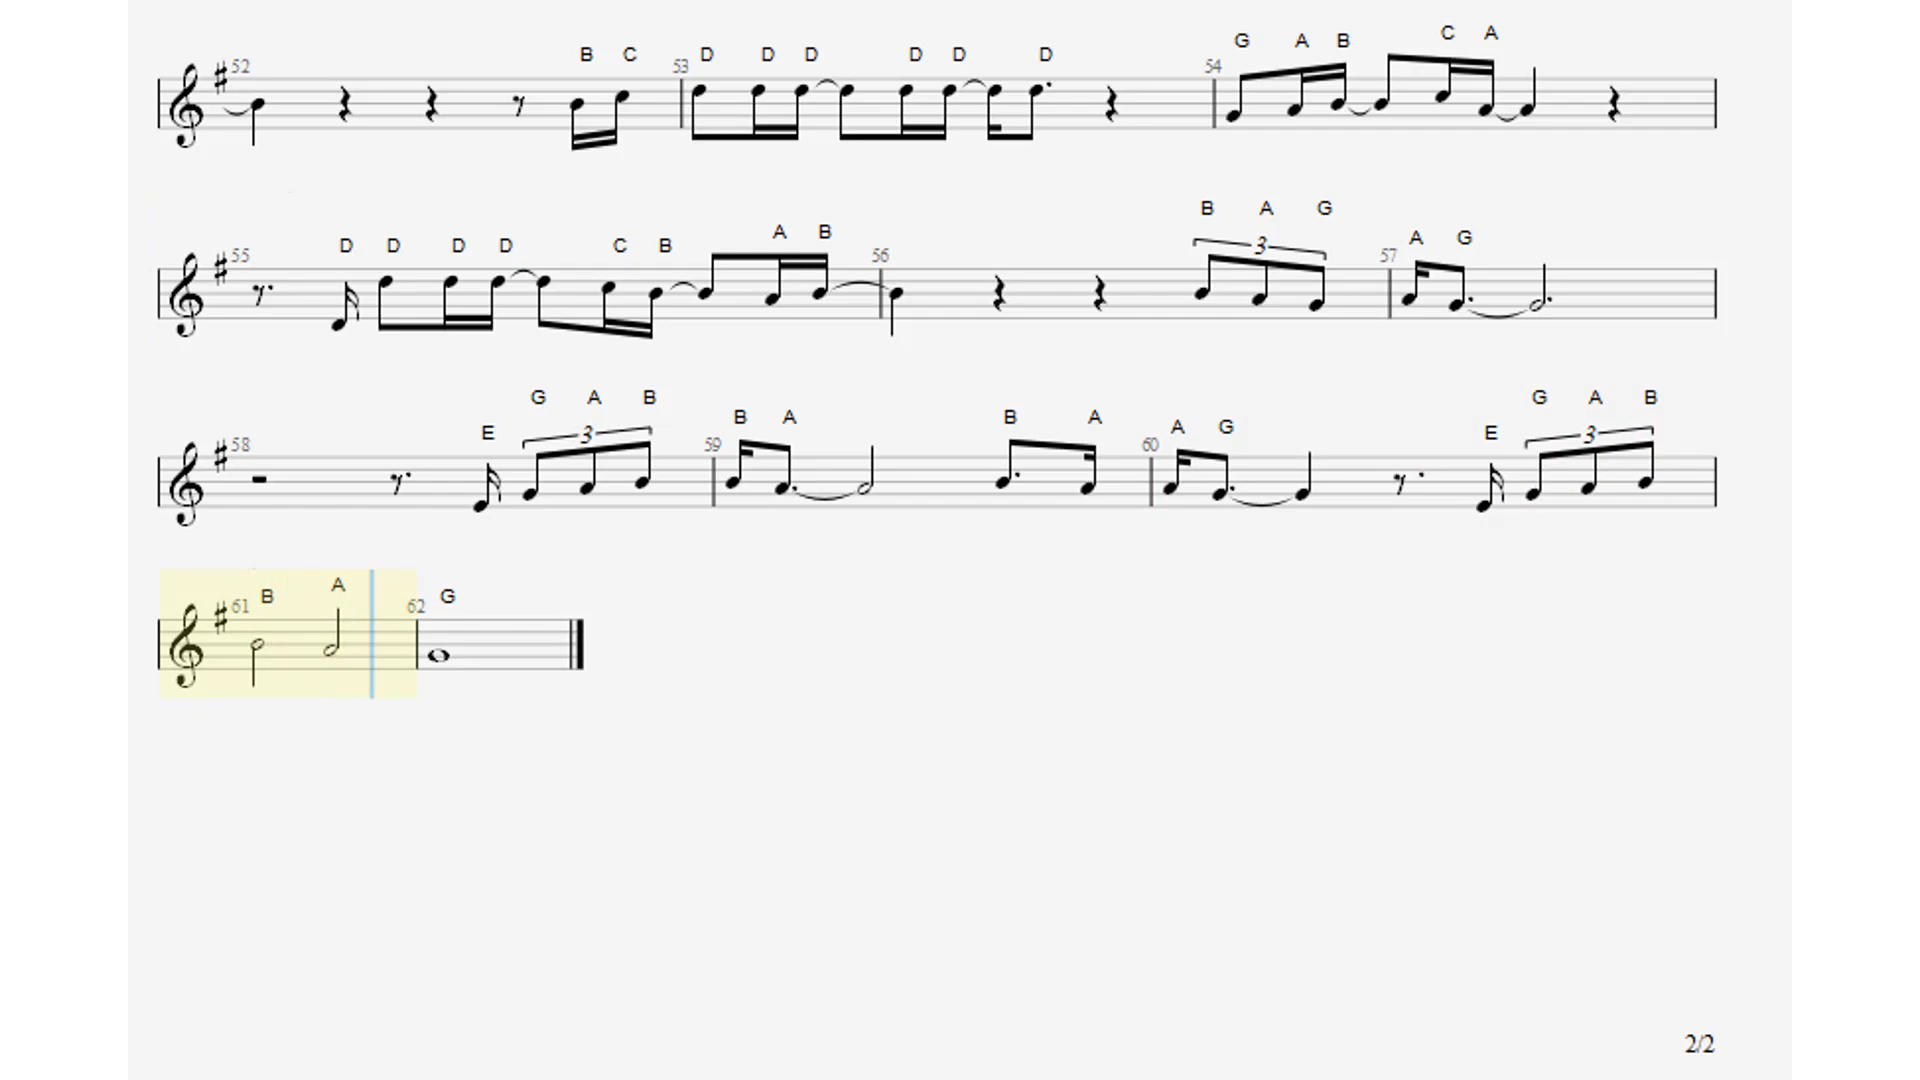 B C D D D D D D G A B C A
52 53 54
D D D D C B A B B A G A G
55 56 3 57
E G A B B A B A A G E G A B
58 3 59 60 3
B A G
61 62
2/2